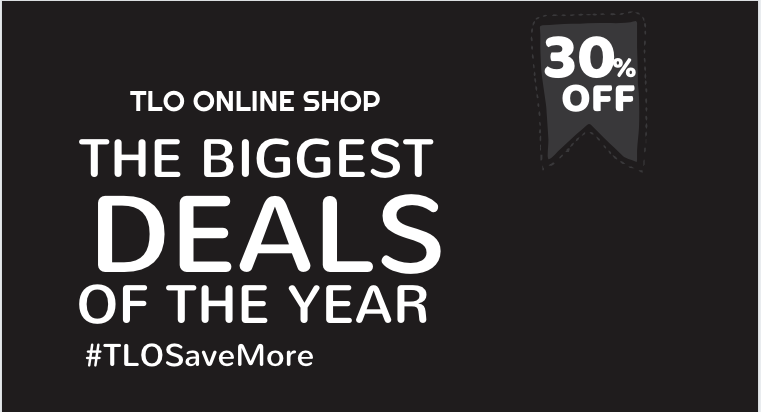 30%
OFF
TLO ONLINE SHOP
THE BIGGEST
DEALS
OF THE YEAR
#TLOSaveMore